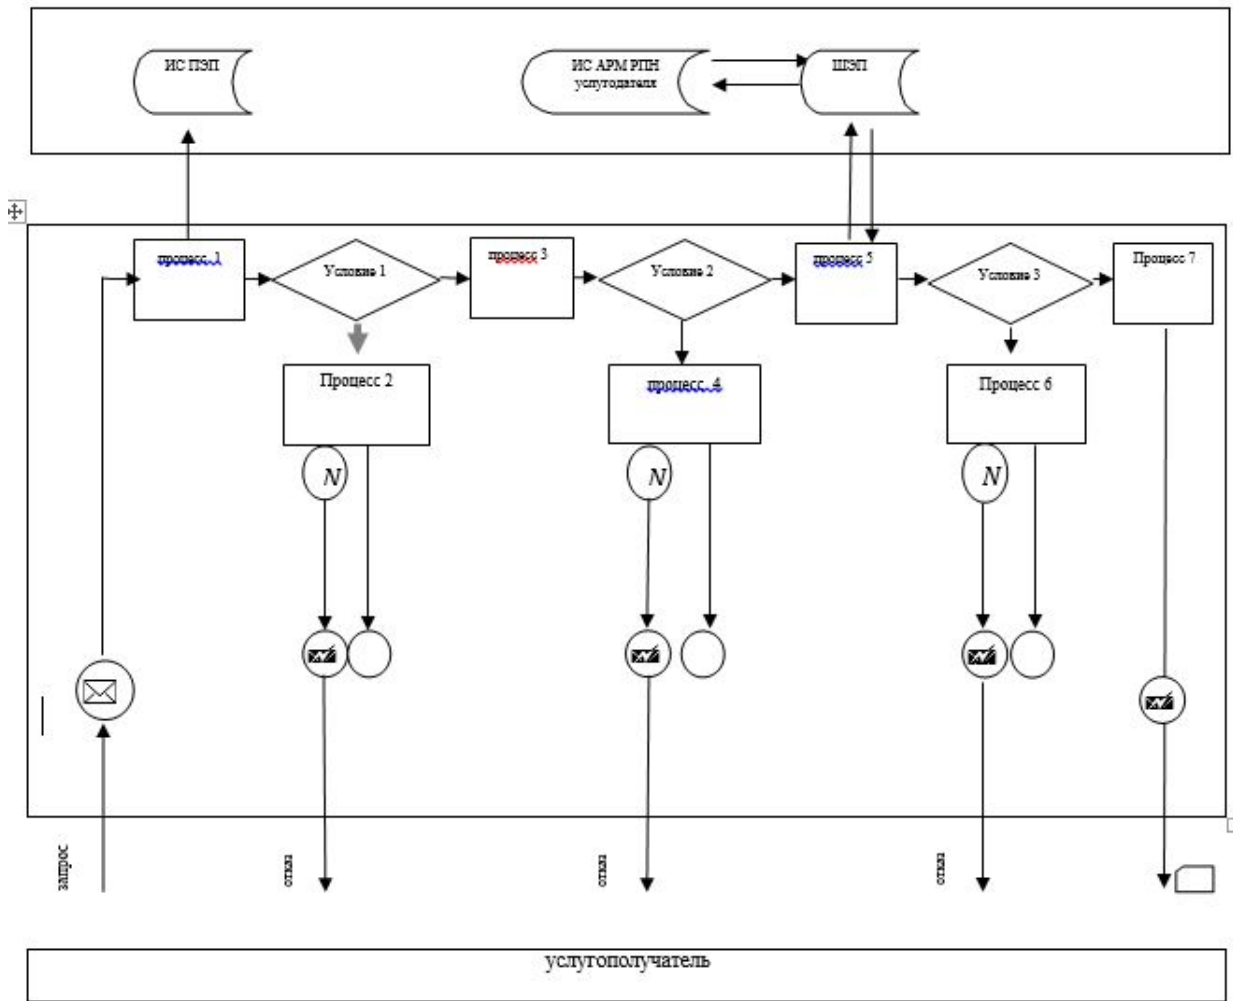 ИС ПЭП
ИС АРМ РПН
услугодателя
ШЭП
процесс 1
Условие 1
процесс 3
Условие 2
процесс 5
Условие 3
Процесс 7
Процесс 2
процесс 4
Процесс 6
N
N
N
запрос
отказ
отказ
отказ
услугополучатель